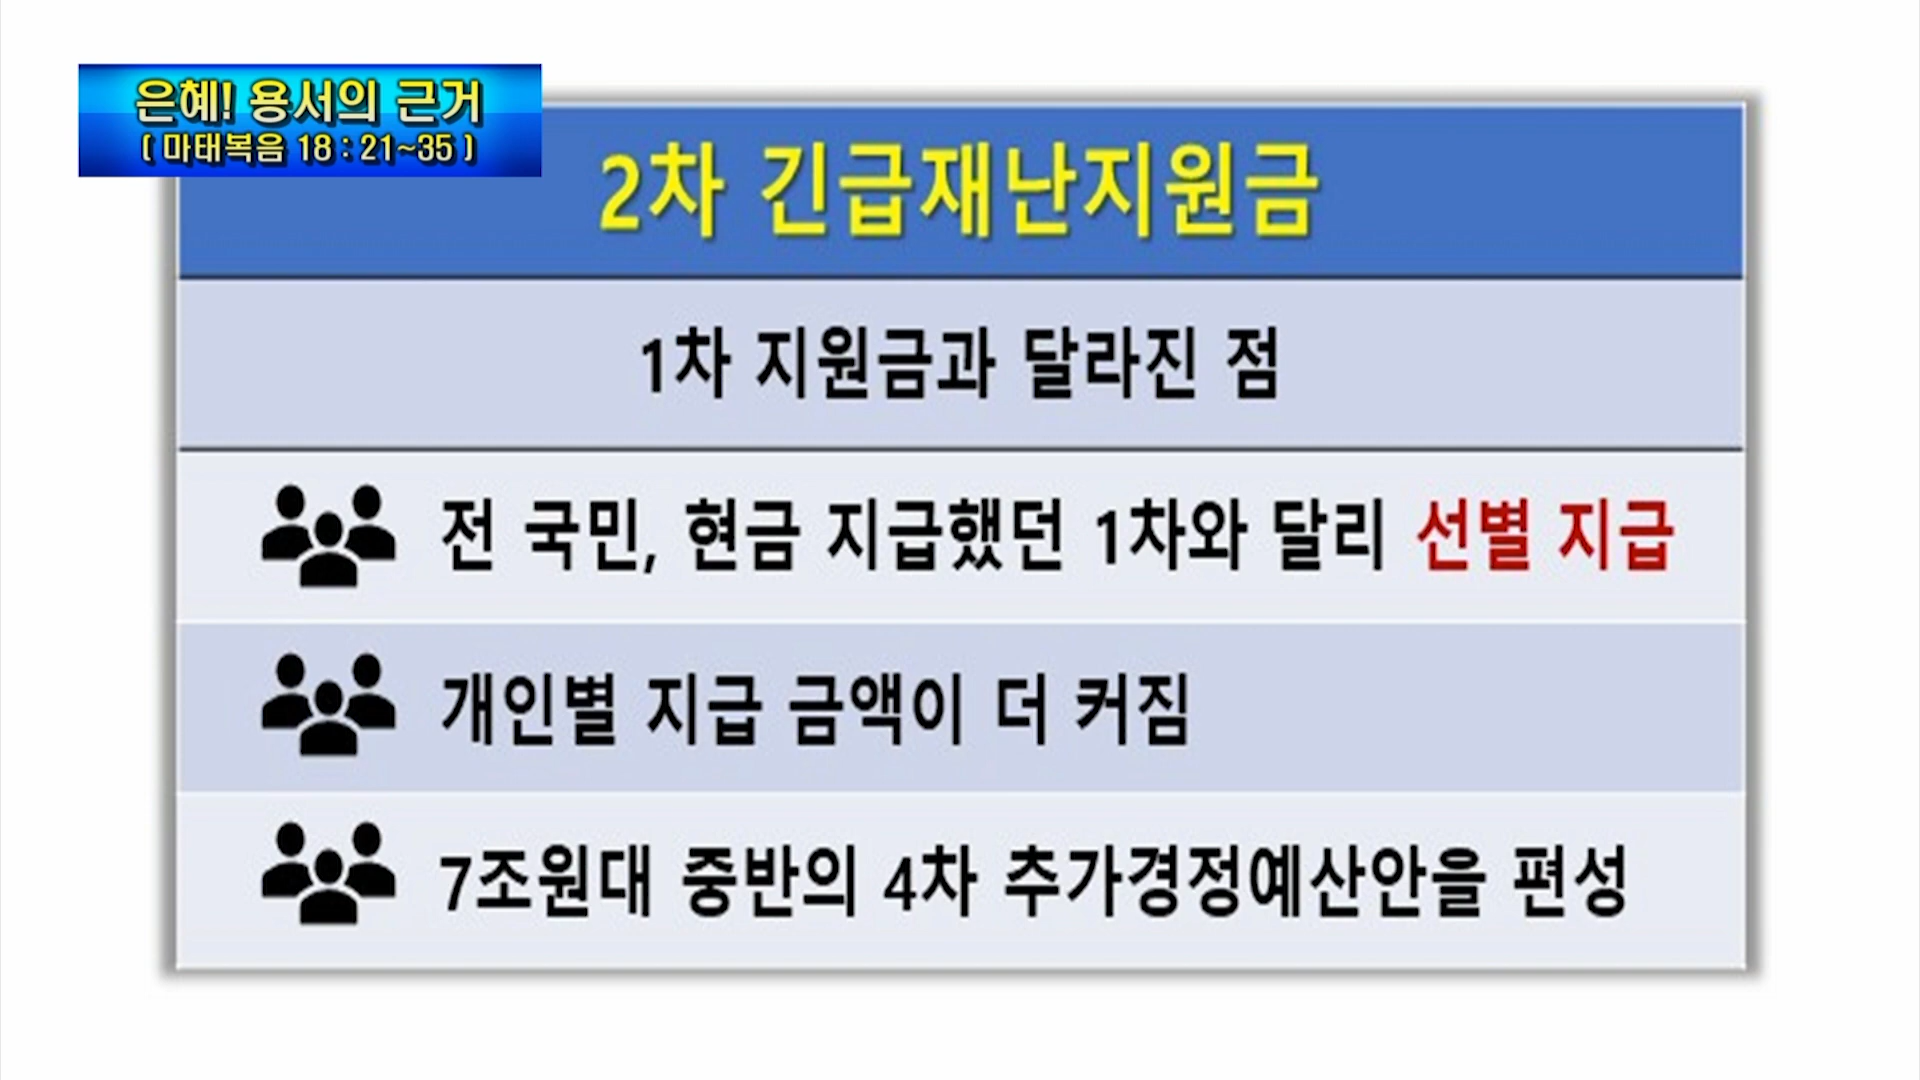 은혜! 용서의 근거
( 마태복음 18 : 21~35 )
2차 긴급재난지원금
1차 지원금과 달라진 점
전 국민, 현금 지급했던 1차와 달리 선별 지급
개인별 지급 금액이 더 커짐
7조원대 중반의 4차 추가경정예산안을 편성